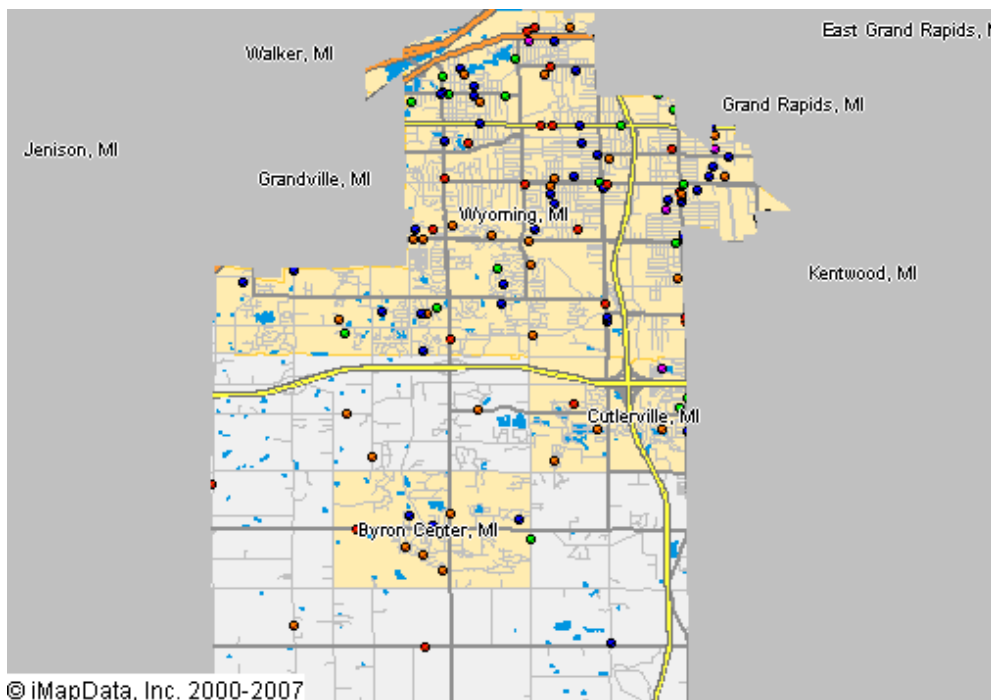 East Grand Rapids, M
Walker, MI
Grand Rapids, MI
Jenison, MI
Grandville, MI
Wyoming, MI
Kentwood, MI
Cutlerville, MI
Byron Center, MI
© iMapData, Inc. 2000-2007